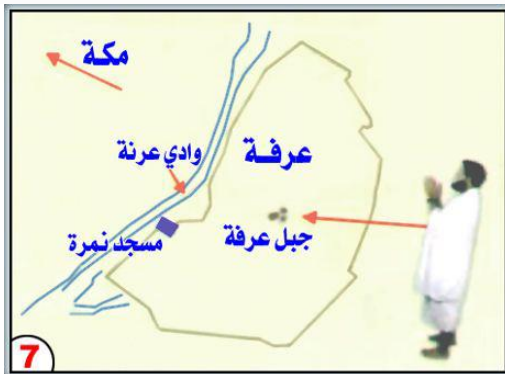 مكة
وادي عرنة
عرفة
مسجد نمرة
جبل عرفة
7